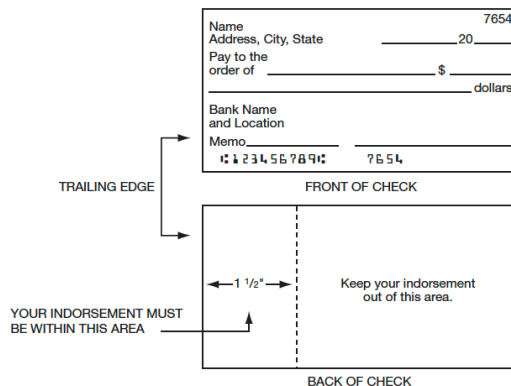 7654
Name
Address, City, State 20
Pay to the
order of $
dollars
Bank Name
and Location
Memo
⑆123456789⑆ 7654
TRAILING EDGE
FRONT OF CHECK
1 1/2"
Keep your indorsement
out of this area.
YOUR INDORSEMENT MUST
BE WITHIN THIS AREA
BACK OF CHECK